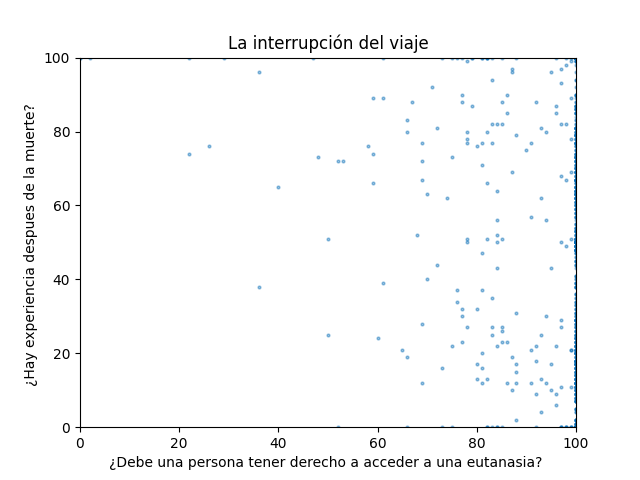 La interrupción del viaje
100
80
60
40
20
0
¿Hay experiencia despues de la muerte?
0 20 40 60 80 100
¿Debe una persona tener derecho a acceder a una eutanasia?